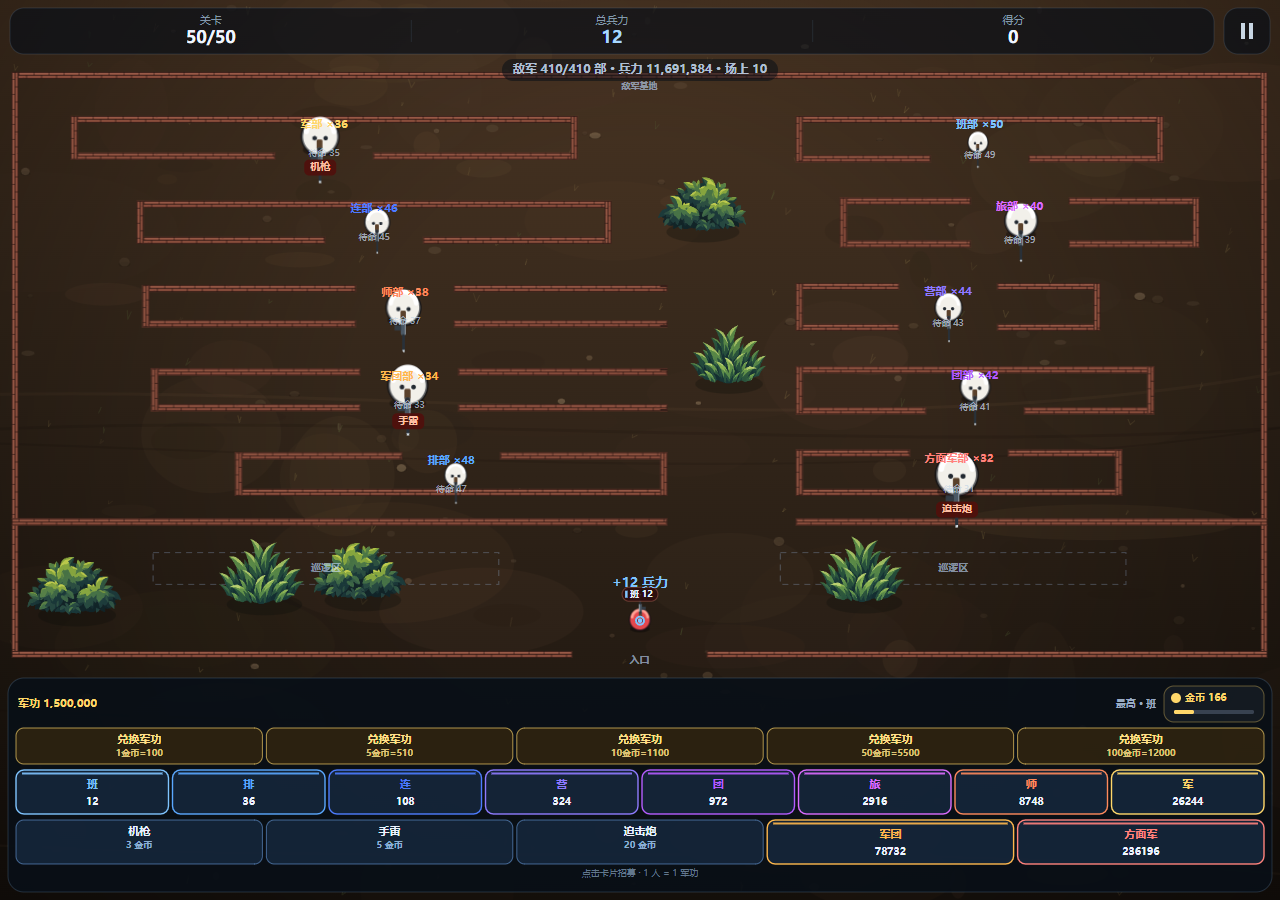 关卡
50/50
总兵力
12
得分
0
敌军 410/410 部 • 兵力 11,691,384 • 场上 10
敌军基地
军部 ×36
待命 35
机枪
班部 ×50
待命 49
连部 ×46
待命 45
旅部 ×40
待命 39
师部 ×38
待命 37
营部 ×44
待命 43
军团部 ×34
待命 33
手雷
团部 ×42
待命 41
排部 ×48
待命 47
方面军部 ×32
迫击炮
巡逻区
巡逻区
+12 兵力
班 12
入口
军功 1,500,000
最高 • 班
金币 166
兑换军功
1金币=100
兑换军功
5金币=510
兑换军功
10金币=1100
兑换军功
50金币=5500
兑换军功
100金币=12000
班
12
排
36
连
108
营
324
团
972
旅
2916
师
8748
军
26244
机枪
3 金币
手雷
5 金币
迫击炮
20 金币
军团
78732
方面军
236196
点击卡片招募 · 1 人 = 1 军功